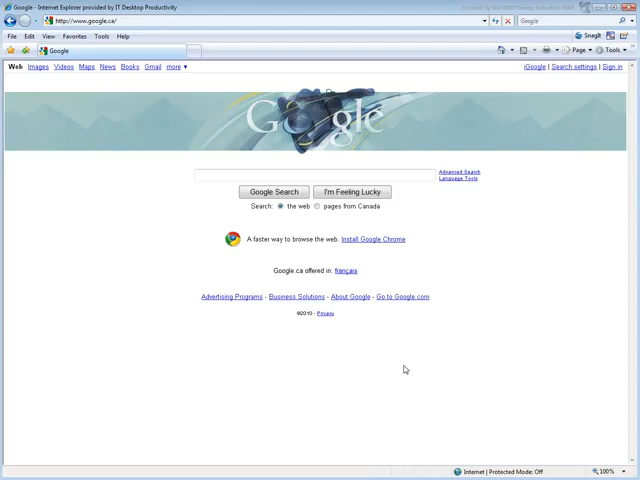 Google - Internet Explorer provided by IT Desktop Productivity
http://www.google.ca/
Google
File Edit View Favorites Tools Help
SnagIt
Google
Page Tools
Web Images Videos Maps News Books Gmail more ▼
iGoogle | Search settings | Sign in
Google
Advanced Search
Language Tools
Google Search
I'm Feeling Lucky
Search: the web pages from Canada
A faster way to browse the web. Install Google Chrome
Google.ca offered in: français
Advertising Programs - Business Solutions - About Google - Go to Google.com
©2010 - Privacy
Internet | Protected Mode: Off
100%